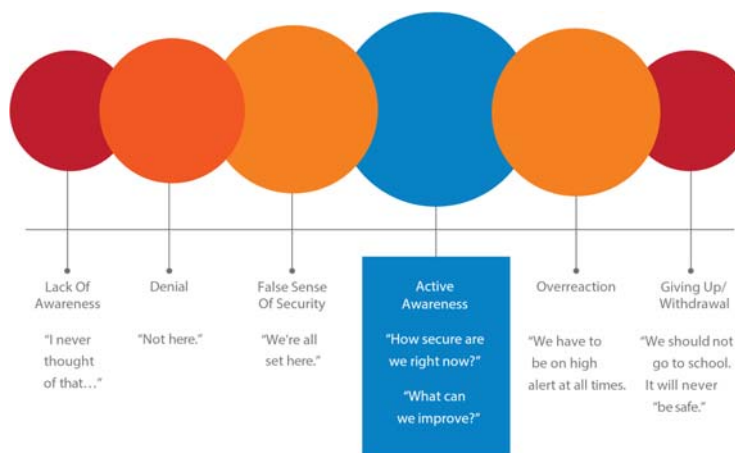 Lack Of
Awareness
“I never
thought
of that…”
Denial
“Not here.”
False Sense
Of Security
“We’re all
set here.”
Active
Awareness
“How secure are
we right now?”
“What can
we improve?”
Overreaction
“We have to
be on high
alert at all times.
Giving Up/
Withdrawal
“We should not
go to school.
It will never
“be safe.”